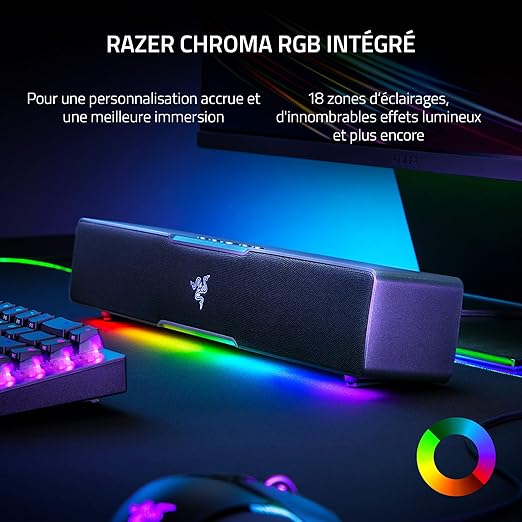 RAZER CHROMA RGB INTÉGRÉ
Pour une personnalisation accrue et
une meilleure immersion
18 zones d'éclairages,
d'innombrables effets lumineux
et plus encore